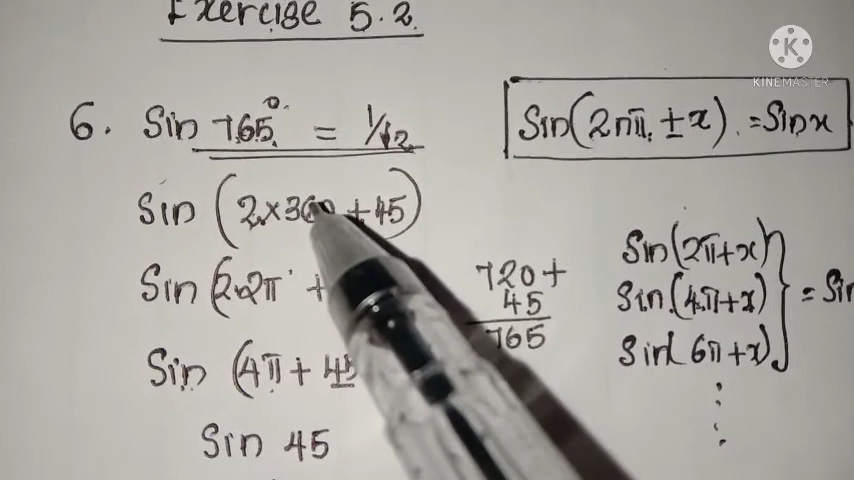 Exercise 5.2
K
KINEMASTER
6. Sin 765° = 1/√2
Sin(2nπ ± x) = Sinx
Sin (2×360+45)
Sin (2.2π +
Sin (4π + 45
Sin 45
720+
45
765
Sin(2π+x)
Sin(4π+x)
Sin(6π+x)
= Sin